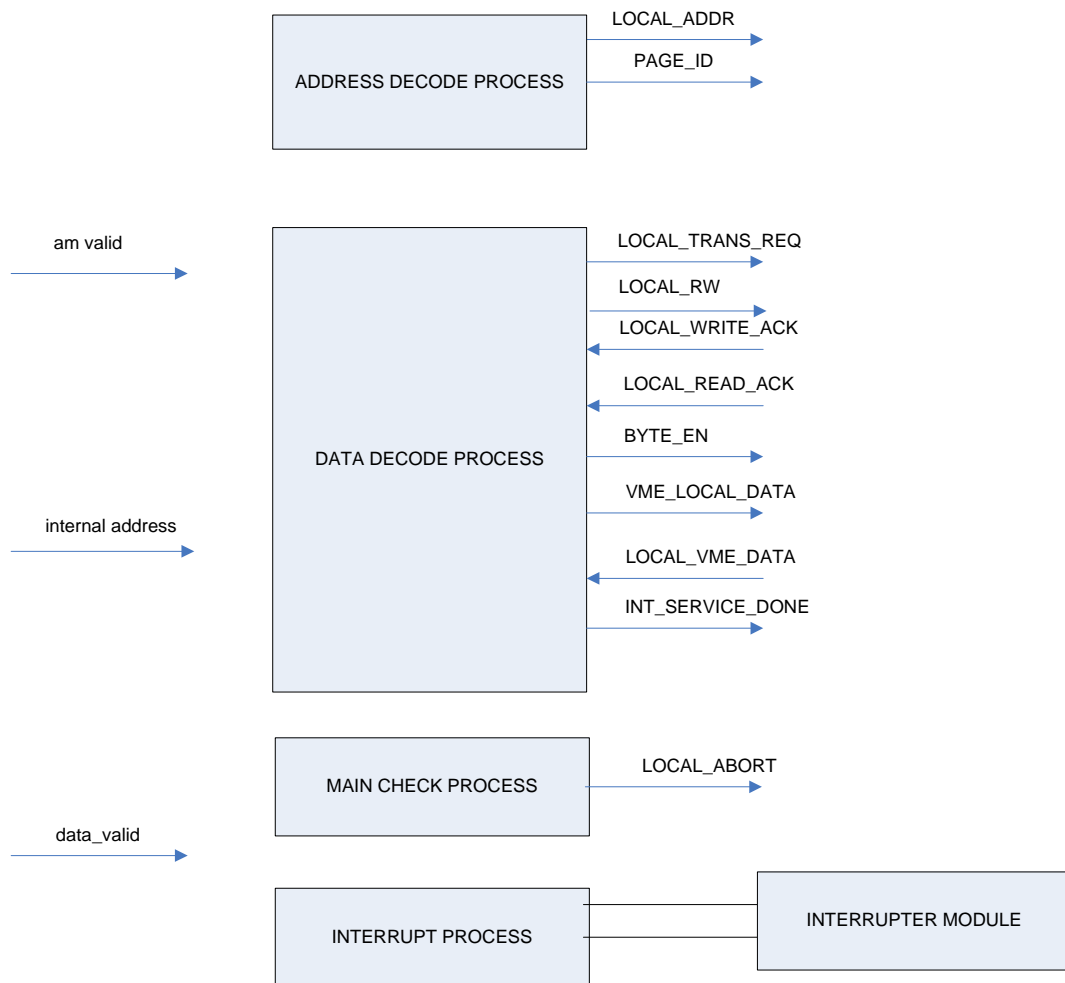 LOCAL_ADDR
PAGE_ID
ADDRESS DECODE PROCESS
am valid
LOCAL_TRANS_REQ
LOCAL_RW
LOCAL_WRITE_ACK
LOCAL_READ_ACK
BYTE_EN
DATA DECODE PROCESS
VME_LOCAL_DATA
internal address
LOCAL_VME_DATA
INT_SERVICE_DONE
LOCAL_ABORT
MAIN CHECK PROCESS
data_valid
INTERRUPTER MODULE
INTERRUPT PROCESS